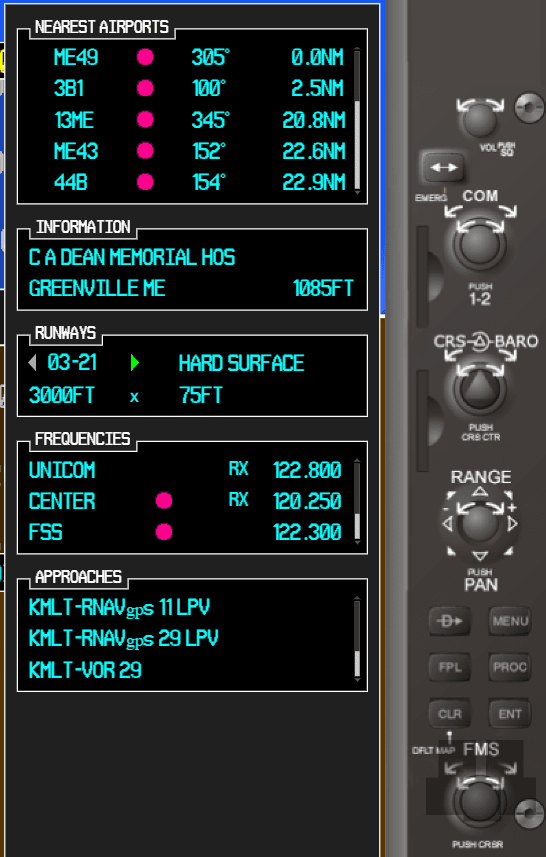 NEAREST AIRPORTS
ME49 305° 0.0NM
3B1 100° 2.5NM
13ME 345° 20.8NM
ME43 152° 22.6NM
44B 154° 22.9NM
INFORMATION
C A DEAN MEMORIAL HOS
GREENVILLE ME 1085FT
RUNWAYS
03-21 HARD SURFACE
3000FT x 75FT
FREQUENCIES
UNICOM RX 122.800
CENTER RX 120.250
FSS 122.300
APPROACHES
KMLT-RNAVgps 11 LPV
KMLT-RNAVgps 29 LPV
KMLT-VOR 29
VOL PUSH SQ
EMERG COM
PUSH
1-2
CRS BARO
PUSH
CRS CTR
RANGE
- +
PUSH
PAN
D MENU
FPL PROC
CLR ENT
DFLT MAP FMS
PUSH CRSR